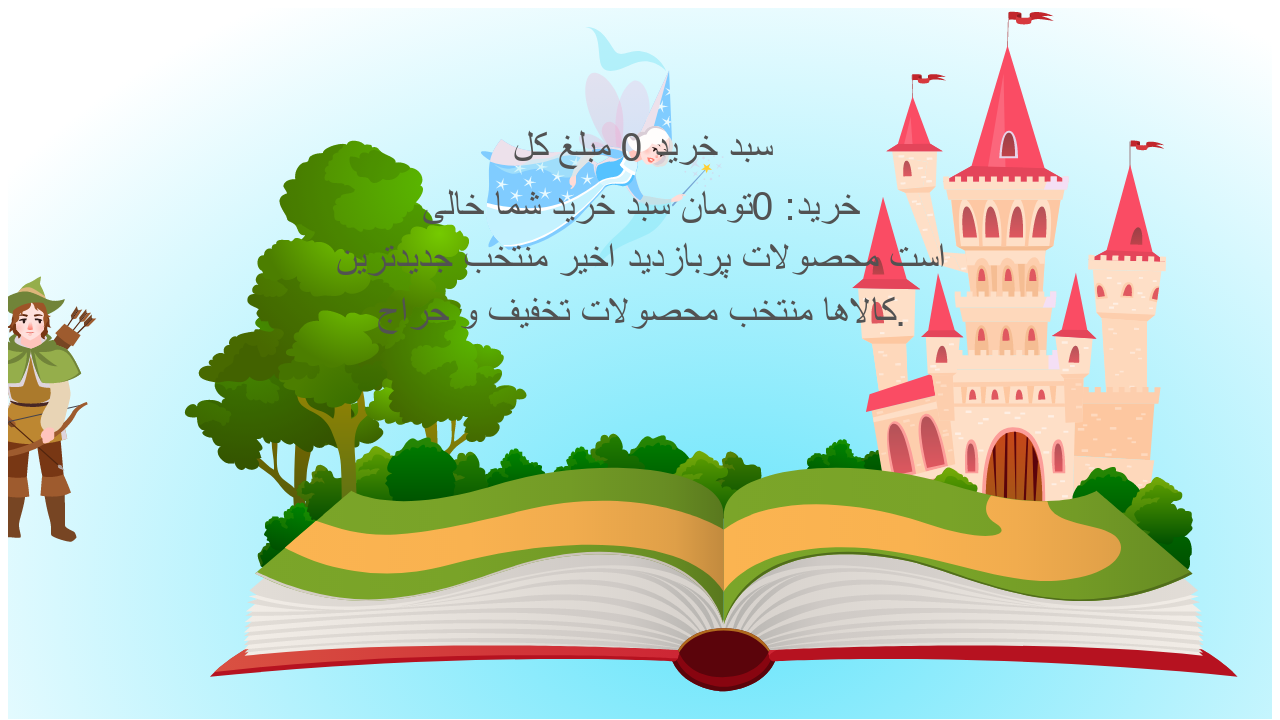 سبد خرید 0 مبلغ کل
خرید: 0تومان سبد خرید شما خالی
است محصولات پربازدید اخیر منتخب جدیدترین
کالاها منتخب محصولات تخفیف و حراج.